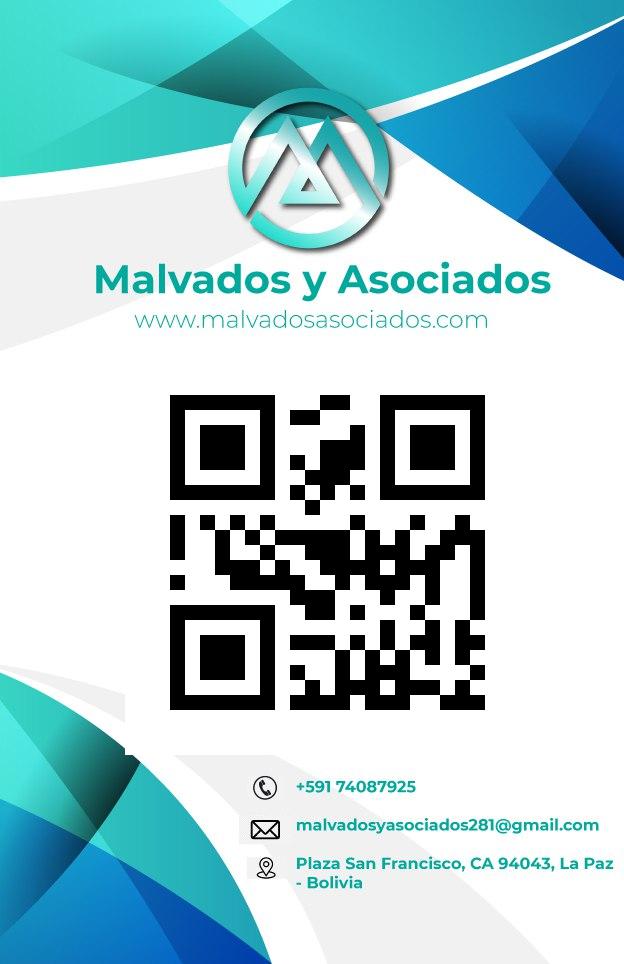 Malvados y Asociados
www.malvadosasociados.com
+591 74087925
malvadosyasociados281@gmail.com
Plaza San Francisco, CA 94043, La Paz
- Bolivia